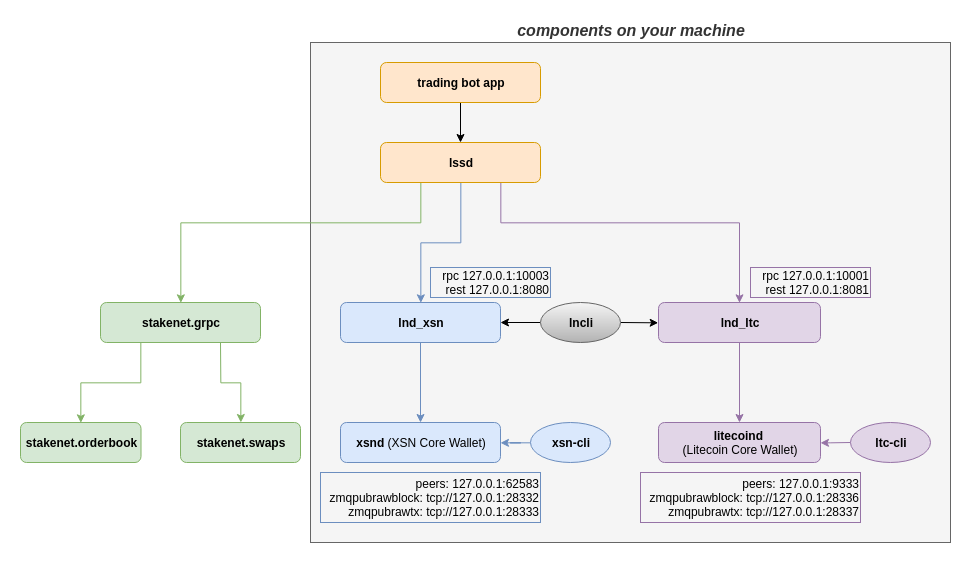 components on your machine
trading bot app
lssd
rpc 127.0.0.1:10003
rest 127.0.0.1:8080
rpc 127.0.0.1:10001
rest 127.0.0.1:8081
stakenet.grpc
lnd_xsn
lncli
lnd_ltc
stakenet.orderbook
stakenet.swaps
xsnd (XSN Core Wallet)
xsn-cli
litecoind
(Litecoin Core Wallet)
ltc-cli
peers: 127.0.0.1:62583
zmqpubrawblock: tcp://127.0.0.1:28332
zmqpubrawtx: tcp://127.0.0.1:28333
peers: 127.0.0.1:9333
zmqpubrawblock: tcp://127.0.0.1:28336
zmqpubrawtx: tcp://127.0.0.1:28337